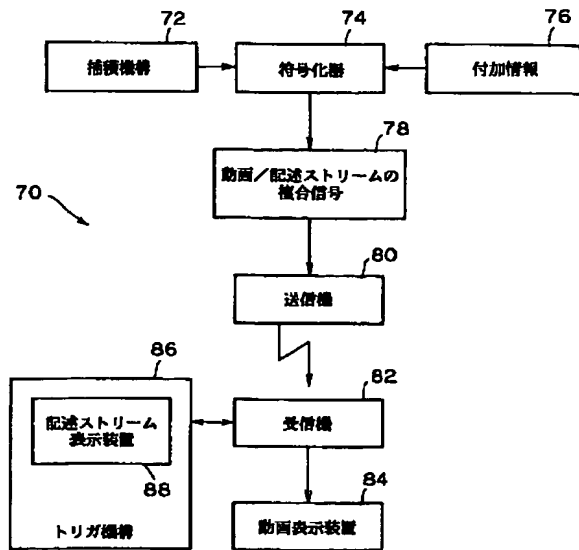 72
74
76
捕積機構
符号化器
付加情報
78
動画／記述ストリームの
複合信号
70
80
送信機
86
82
記述ストリーム
表示装置
88
受信機
84
トリガ機構
動画表示装置